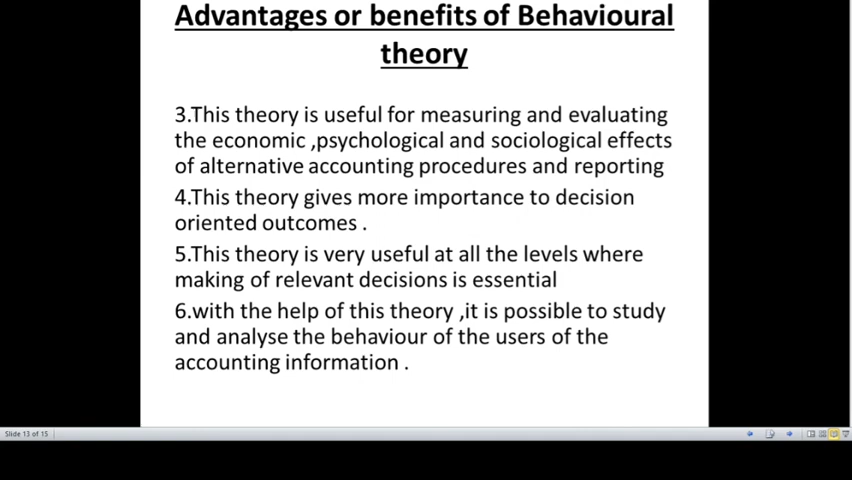 Advantages or benefits of Behavioural
theory
3.This theory is useful for measuring and evaluating
the economic ,psychological and sociological effects
of alternative accounting procedures and reporting
4.This theory gives more importance to decision
oriented outcomes .
5.This theory is very useful at all the levels where
making of relevant decisions is essential
6.with the help of this theory ,it is possible to study
and analyse the behaviour of the users of the
accounting information .
Slide 13 of 15